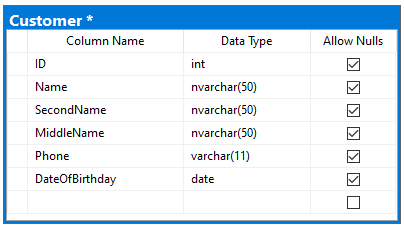 Customer *
Column Name Data Type Allow Nulls
ID int
Name nvarchar(50)
SecondName nvarchar(50)
MiddleName nvarchar(50)
Phone varchar(11)
DateOfBirthday date